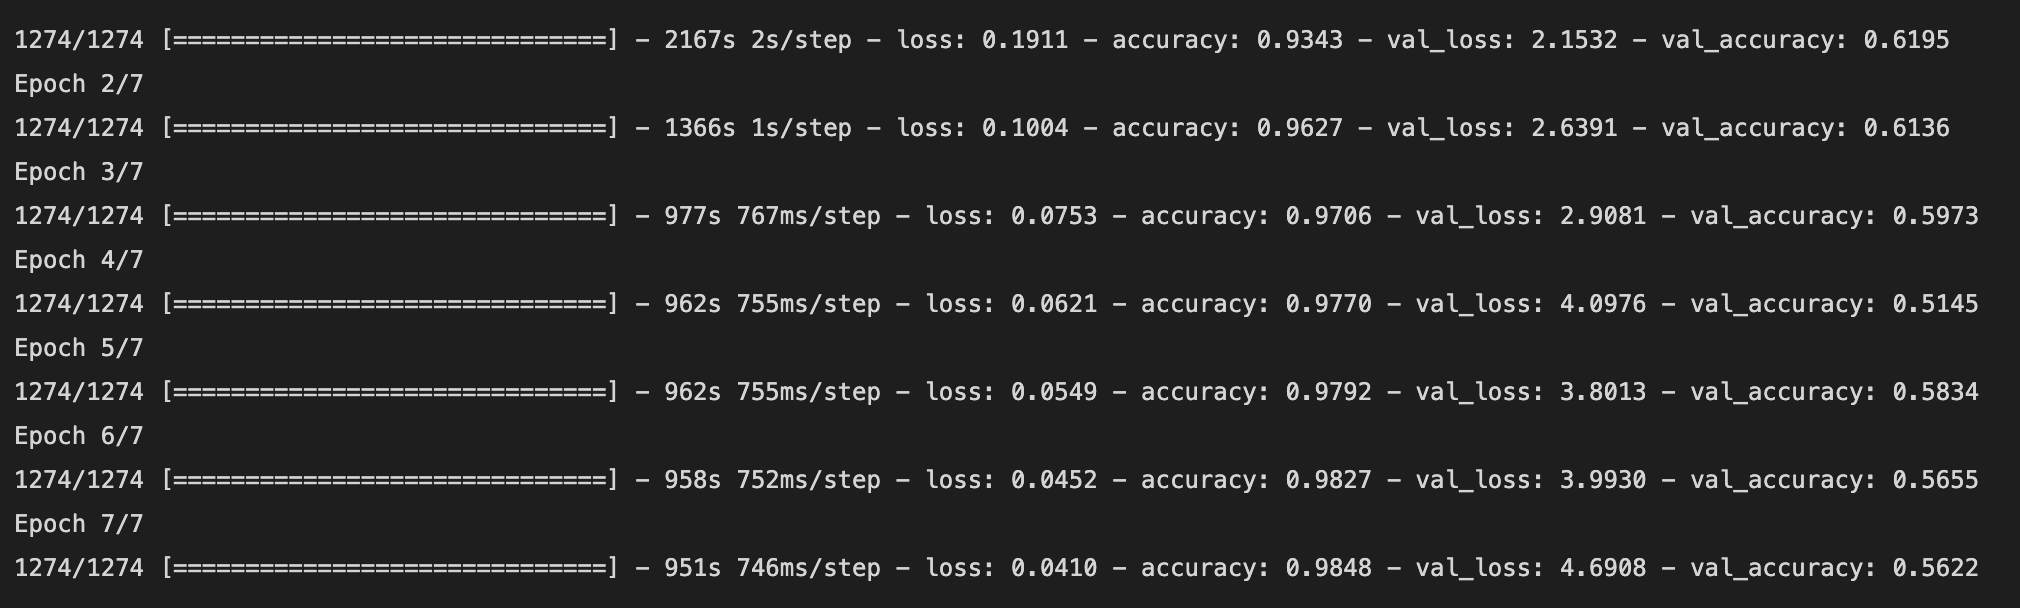 1274/1274 [==============================] - 2167s 2s/step - loss: 0.1911 - accuracy: 0.9343 - val_loss: 2.1532 - val_accuracy: 0.6195
Epoch 2/7
1274/1274 [==============================] - 1366s 1s/step - loss: 0.1004 - accuracy: 0.9627 - val_loss: 2.6391 - val_accuracy: 0.6136
Epoch 3/7
1274/1274 [==============================] - 977s 767ms/step - loss: 0.0753 - accuracy: 0.9706 - val_loss: 2.9081 - val_accuracy: 0.5973
Epoch 4/7
1274/1274 [==============================] - 962s 755ms/step - loss: 0.0621 - accuracy: 0.9770 - val_loss: 4.0976 - val_accuracy: 0.5145
Epoch 5/7
1274/1274 [==============================] - 962s 755ms/step - loss: 0.0549 - accuracy: 0.9792 - val_loss: 3.8013 - val_accuracy: 0.5834
Epoch 6/7
1274/1274 [==============================] - 958s 752ms/step - loss: 0.0452 - accuracy: 0.9827 - val_loss: 3.9930 - val_accuracy: 0.5655
Epoch 7/7
1274/1274 [==============================] - 951s 746ms/step - loss: 0.0410 - accuracy: 0.9848 - val_loss: 4.6908 - val_accuracy: 0.5622